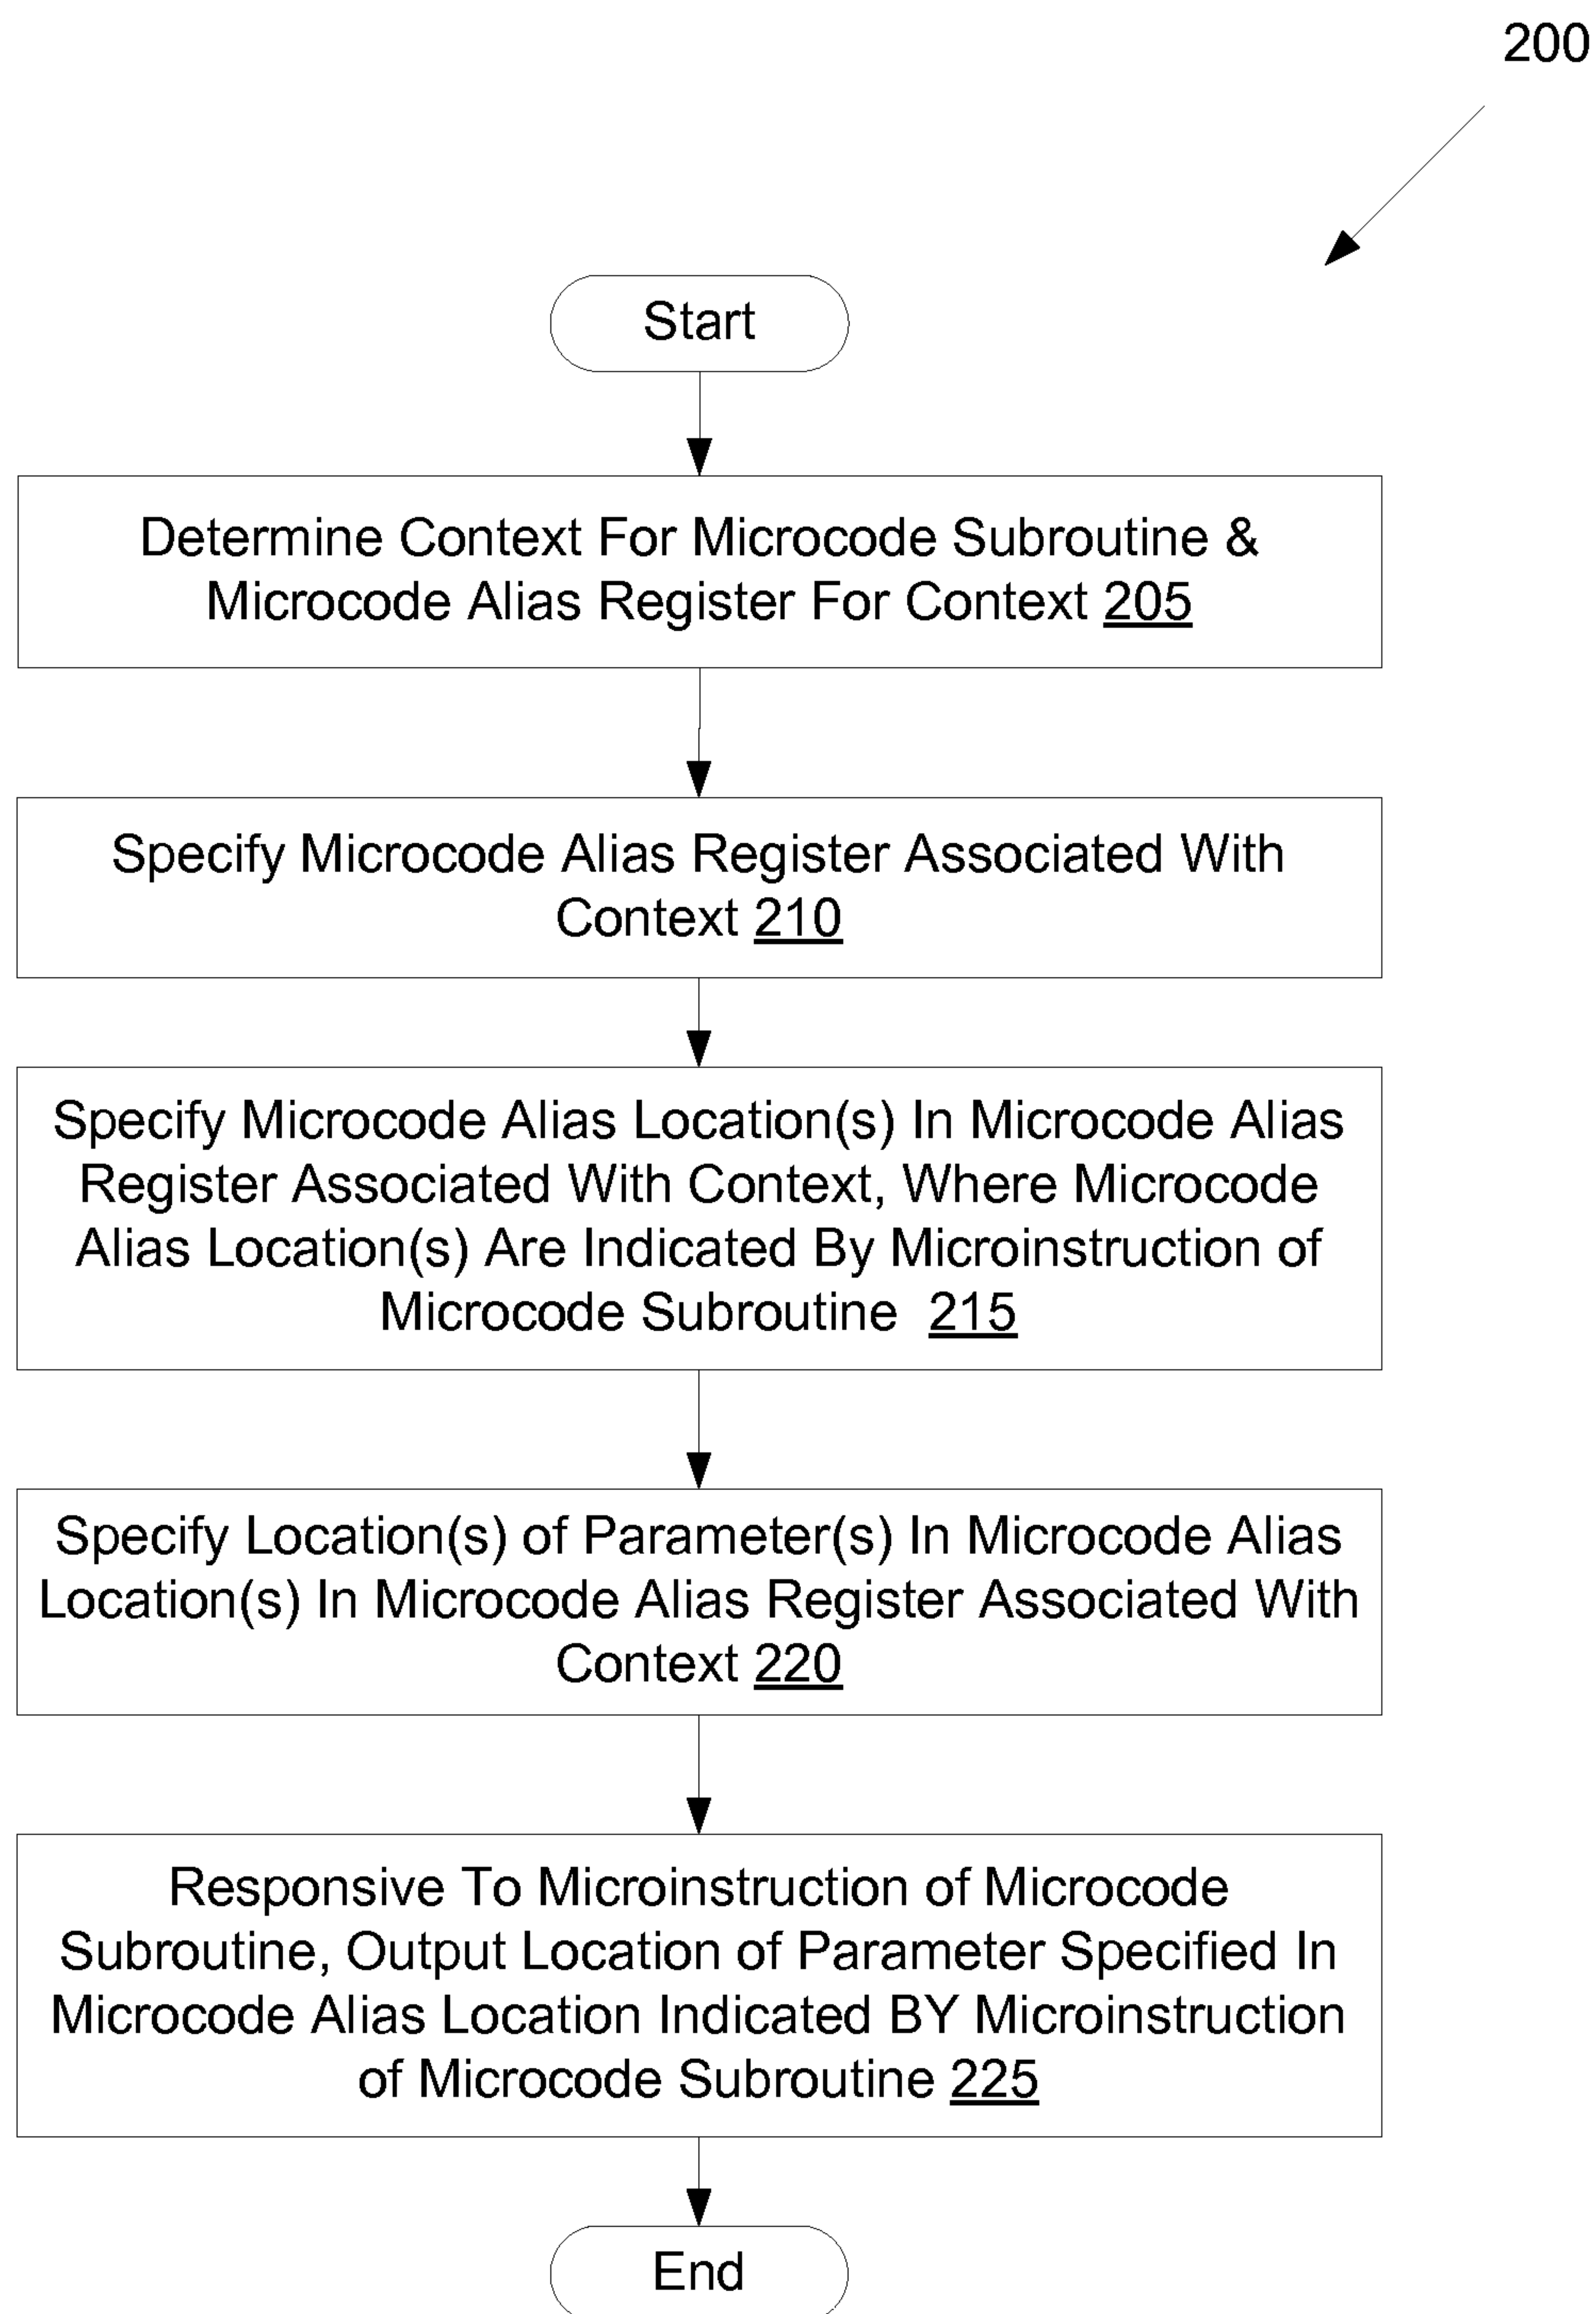 200
Start
Determine Context For Microcode Subroutine &
Microcode Alias Register For Context 205
Specify Microcode Alias Register Associated With
Context 210
Specify Microcode Alias Location(s) In Microcode Alias
Register Associated With Context, Where Microcode
Alias Location(s) Are Indicated By Microinstruction of
Microcode Subroutine 215
Specify Location(s) of Parameter(s) In Microcode Alias
Location(s) In Microcode Alias Register Associated With
Context 220
Responsive To Microinstruction of Microcode
Subroutine, Output Location of Parameter Specified In
Microcode Alias Location Indicated BY Microinstruction
of Microcode Subroutine 225
End